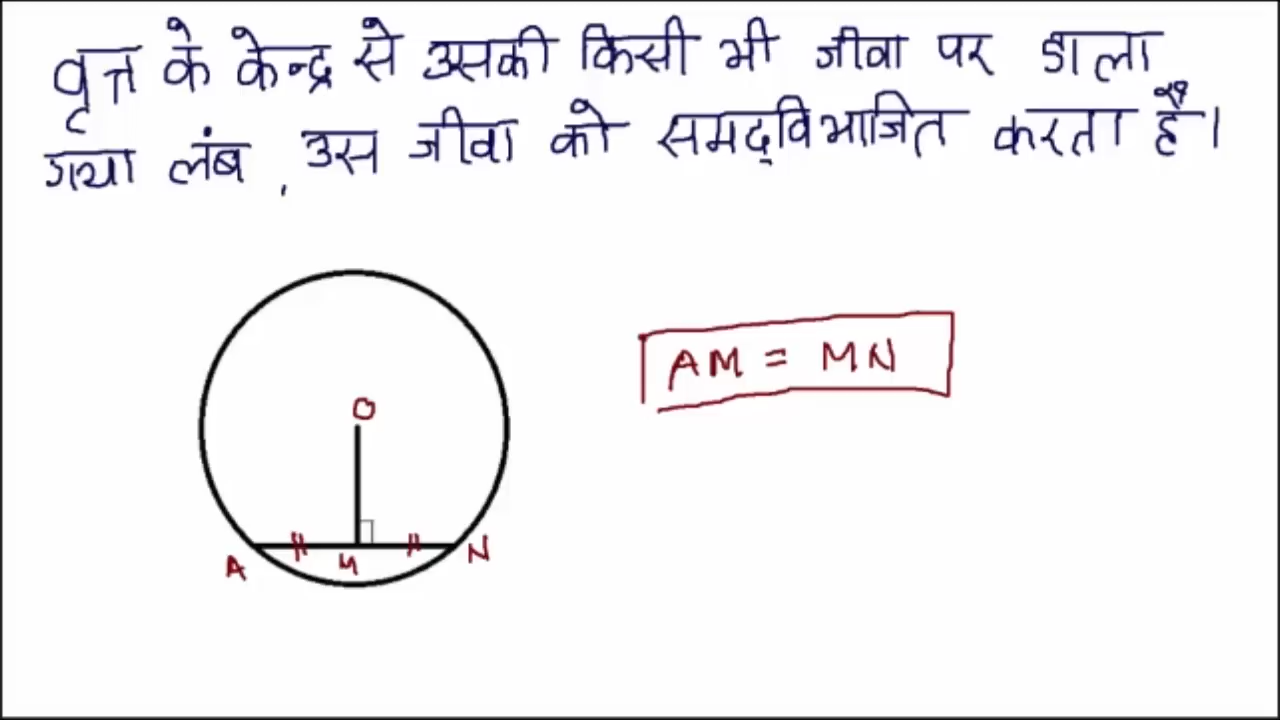 वृत्त के केन्द्र से उसकी किसी भी जीवा पर डाला
गया लंब , उस जीवा को समद्विभाजित करता है।
AM = MN
O
A M N